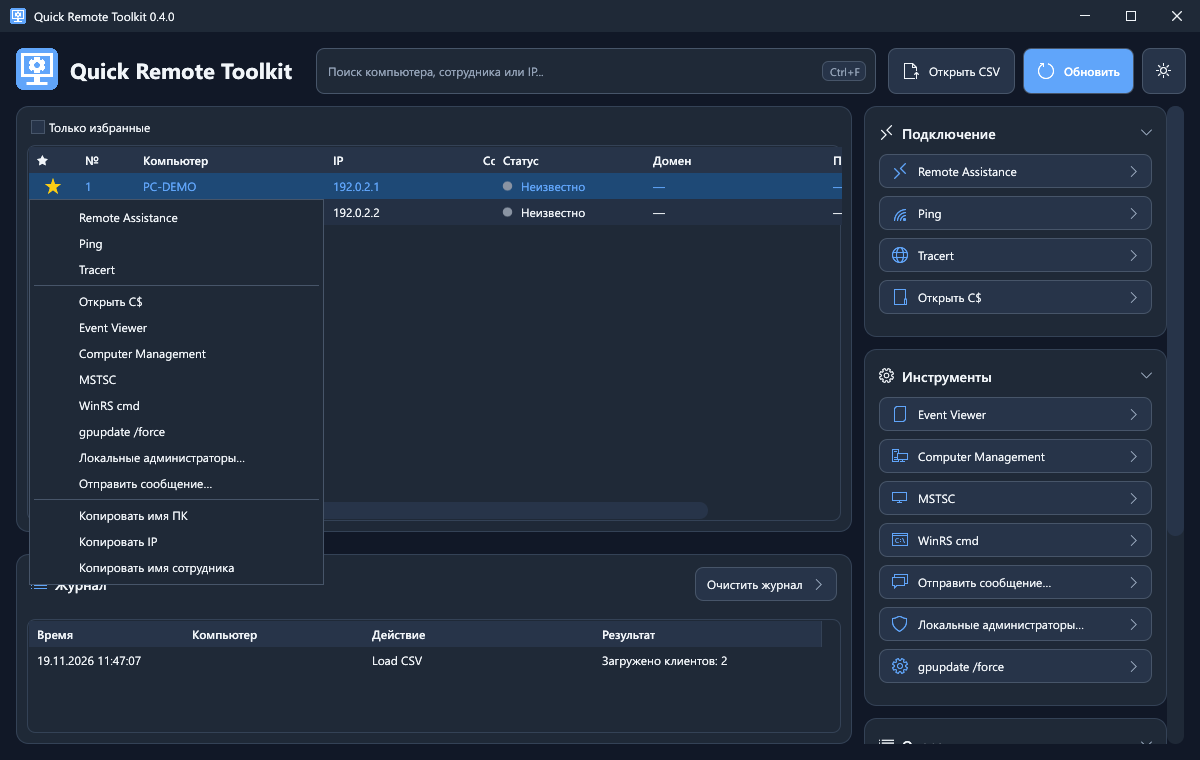 Quick Remote Toolkit 0.4.0
Quick Remote Toolkit
Поиск компьютера, сотрудника или IP...
Ctrl+F
Открыть CSV
Обновить
Только избранные
№ Компьютер IP Сс Статус Домен П
1 PC-DEMO 192.0.2.1 Неизвестно —
192.0.2.2 Неизвестно —
Remote Assistance
Ping
Tracert
Открыть C$
Event Viewer
Computer Management
MSTSC
WinRS cmd
gpupdate /force
Локальные администраторы...
Отправить сообщение...
Копировать имя ПК
Копировать IP
Копировать имя сотрудника
Журнал
Очистить журнал
Время Компьютер Действие Результат
19.11.2026 11:47:07 Load CSV Загружено клиентов: 2
Подключение
Remote Assistance
Ping
Tracert
Открыть C$
Инструменты
Event Viewer
Computer Management
MSTSC
WinRS cmd
Отправить сообщение...
Локальные администраторы...
gpupdate /force